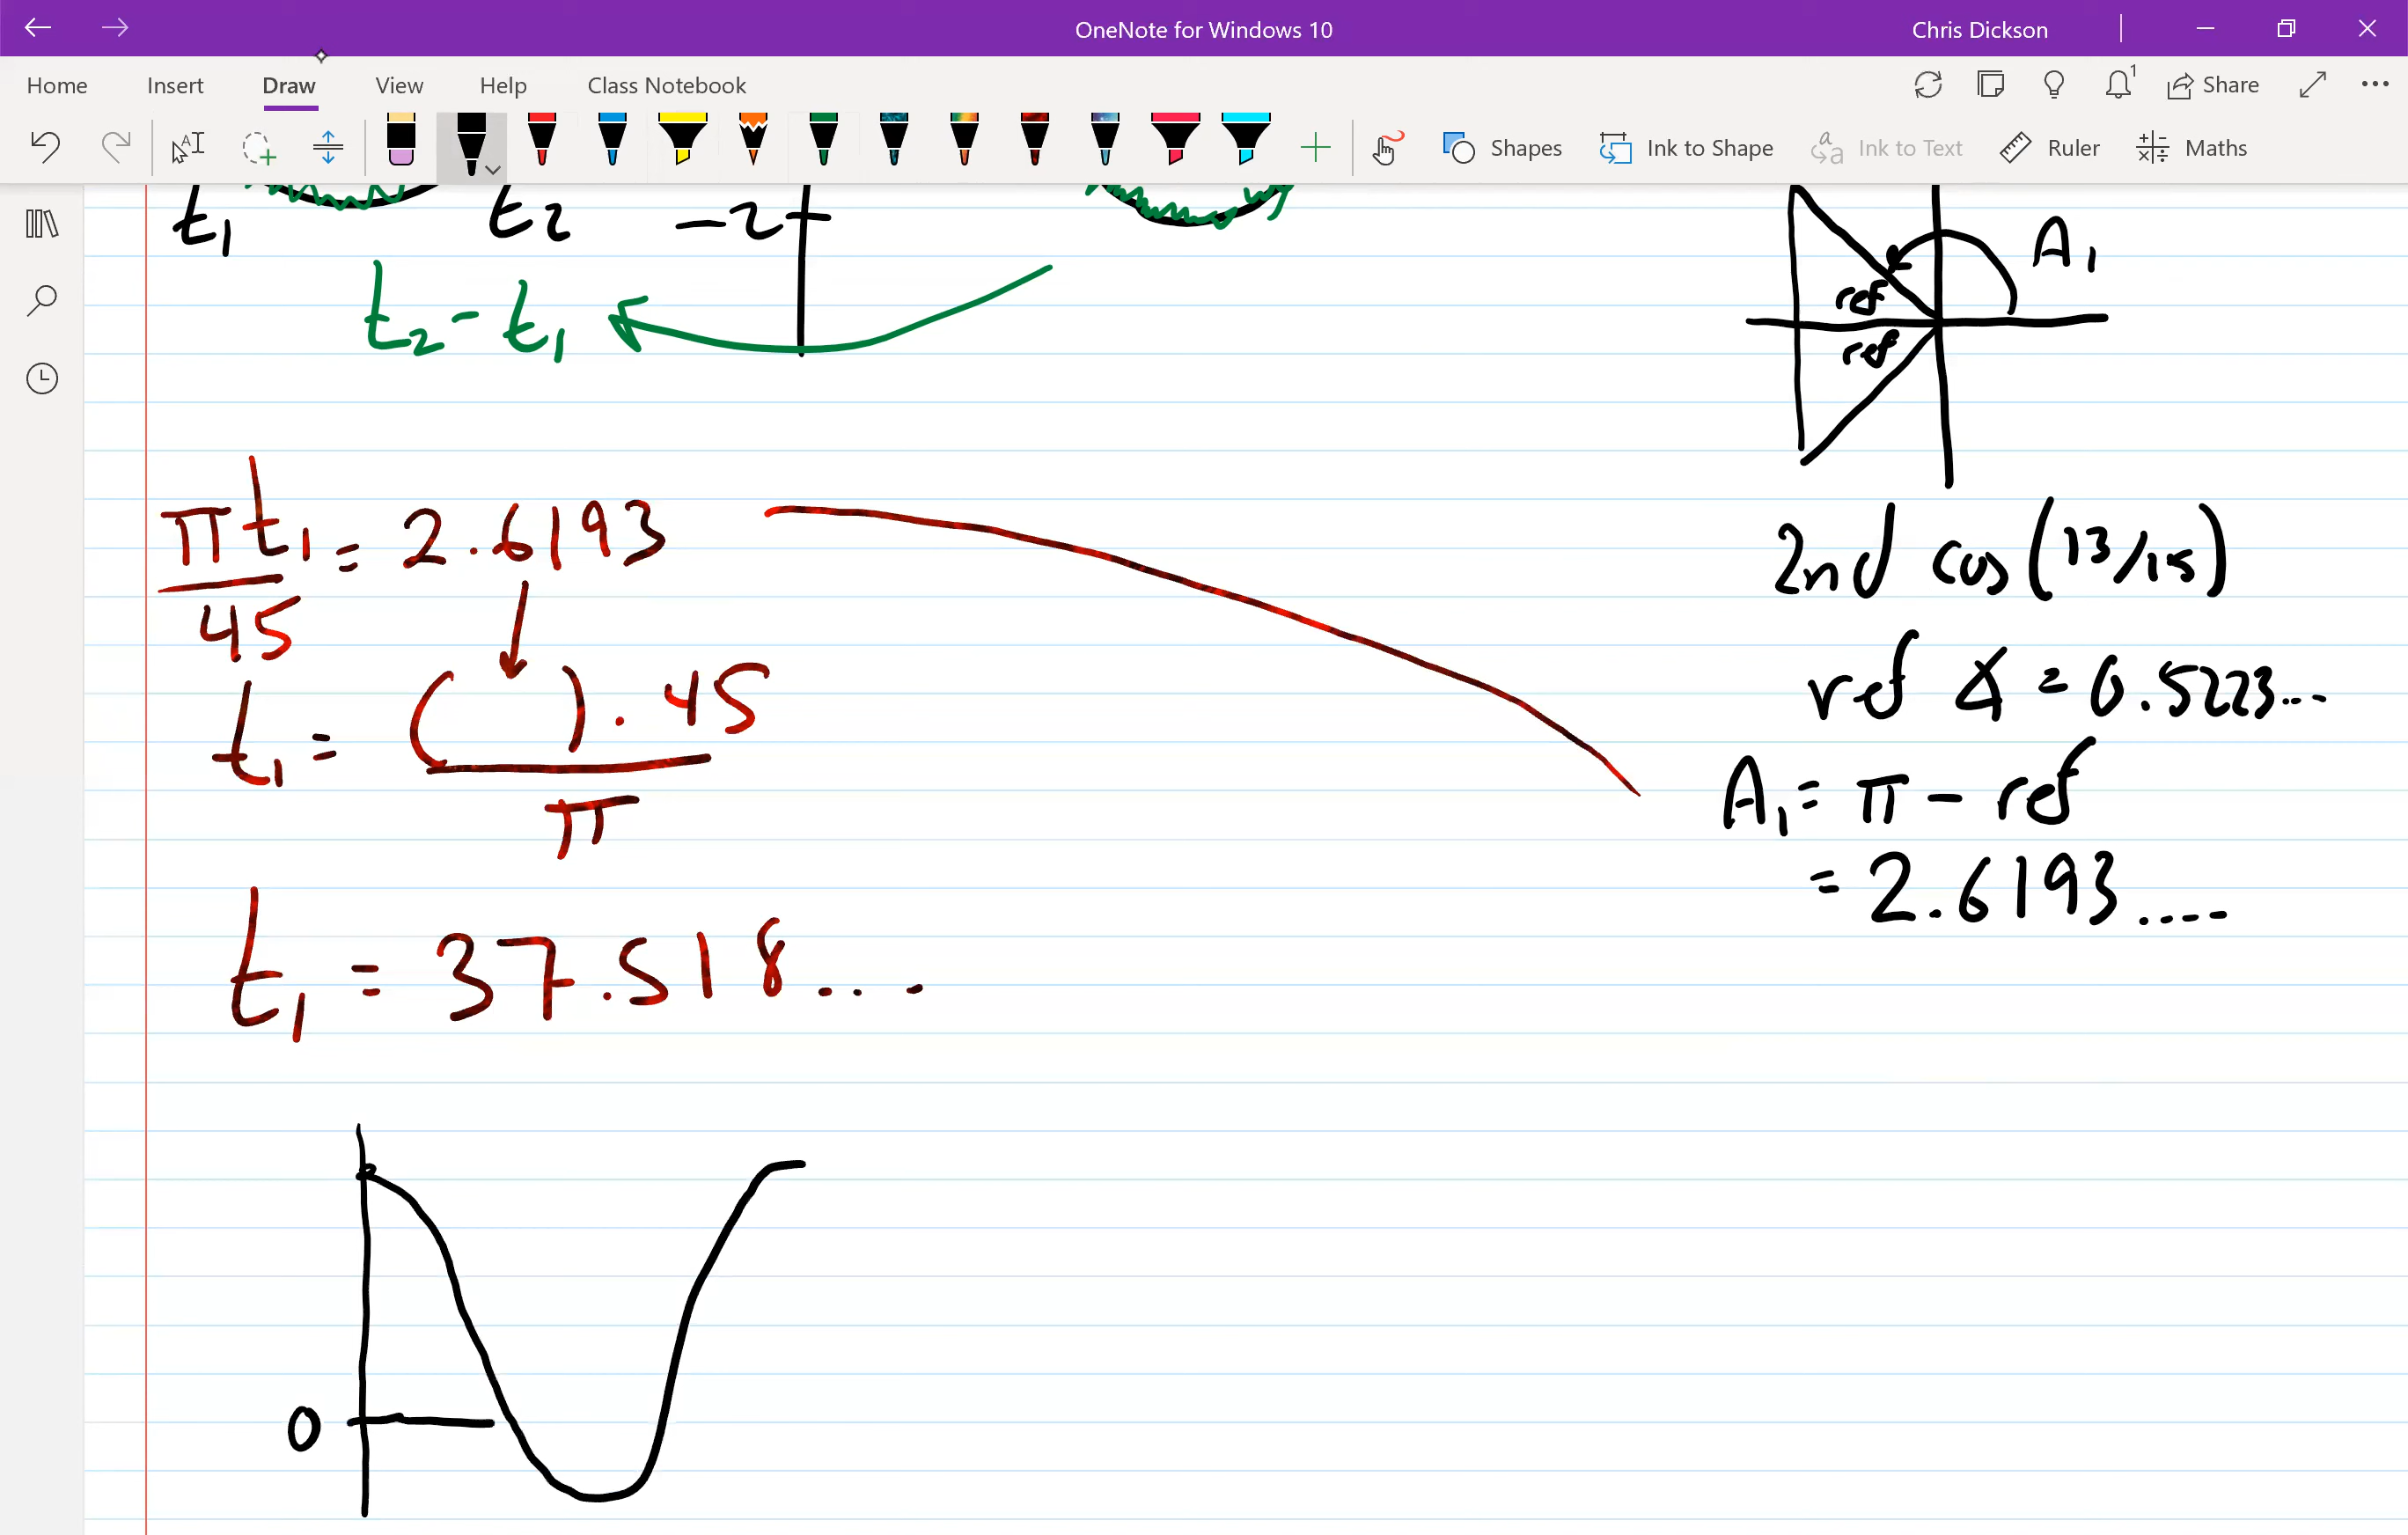 OneNote for Windows 10
Chris Dickson
Home Insert Draw View Help Class Notebook
1 Share
Shapes Ink to Shape Ink to Text Ruler Maths
t₁ t₂ -2
t₂ - t₁
A₁
ref
ref
πt₁/45 = 2.6193
t₁ = ( ) · 45 / π
t₁ = 37.518...
2nd cos(13/15)
ref ∡ = 0.5223...
A₁ = π - ref
= 2.6193....
0